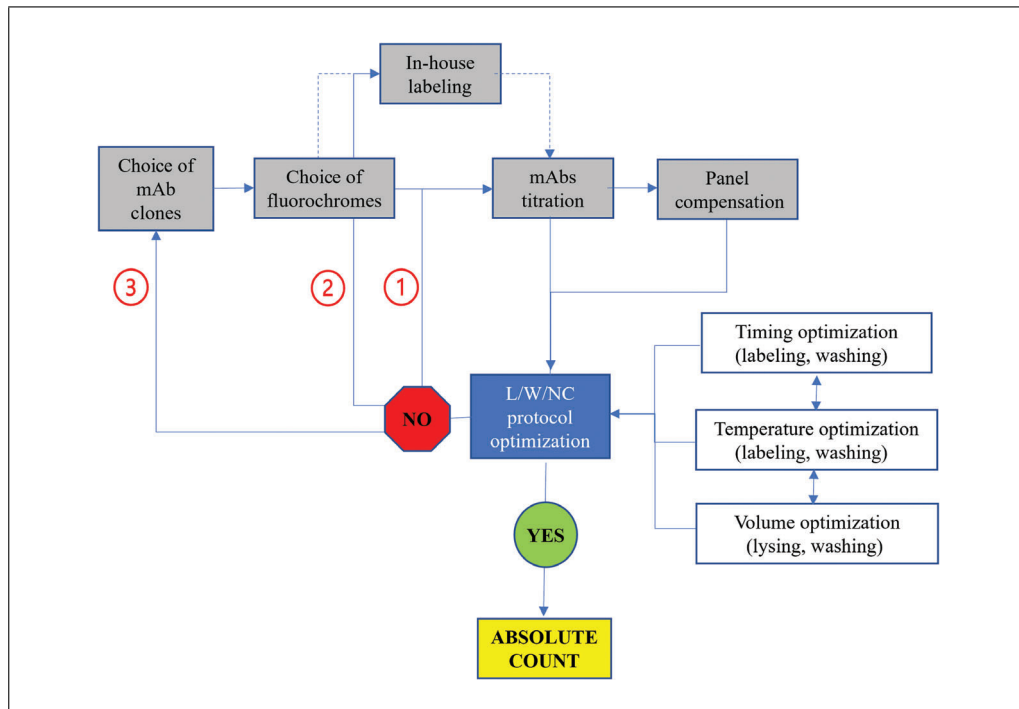 In-house
labeling
Choice of
mAb
clones
Choice of
fluorochromes
mAbs
titration
Panel
compensation
3
2
1
Timing optimization
(labeling, washing)
NO
L/W/NC
protocol
optimization
Temperature optimization
(labeling, washing)
YES
Volume optimization
(lysing, washing)
ABSOLUTE
COUNT